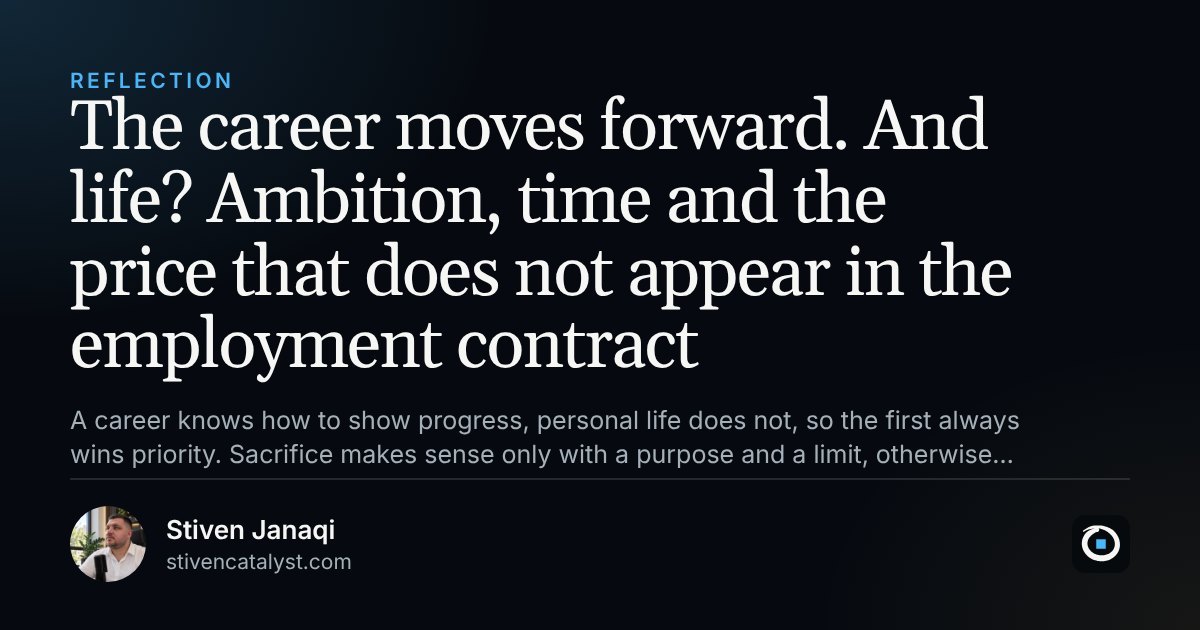 REFLECTION
The career moves forward. And
life? Ambition, time and the
price that does not appear in the
employment contract
A career knows how to show progress, personal life does not, so the first always
wins priority. Sacrifice makes sense only with a purpose and a limit, otherwise...
Stiven Janaqi
stivencatalyst.com